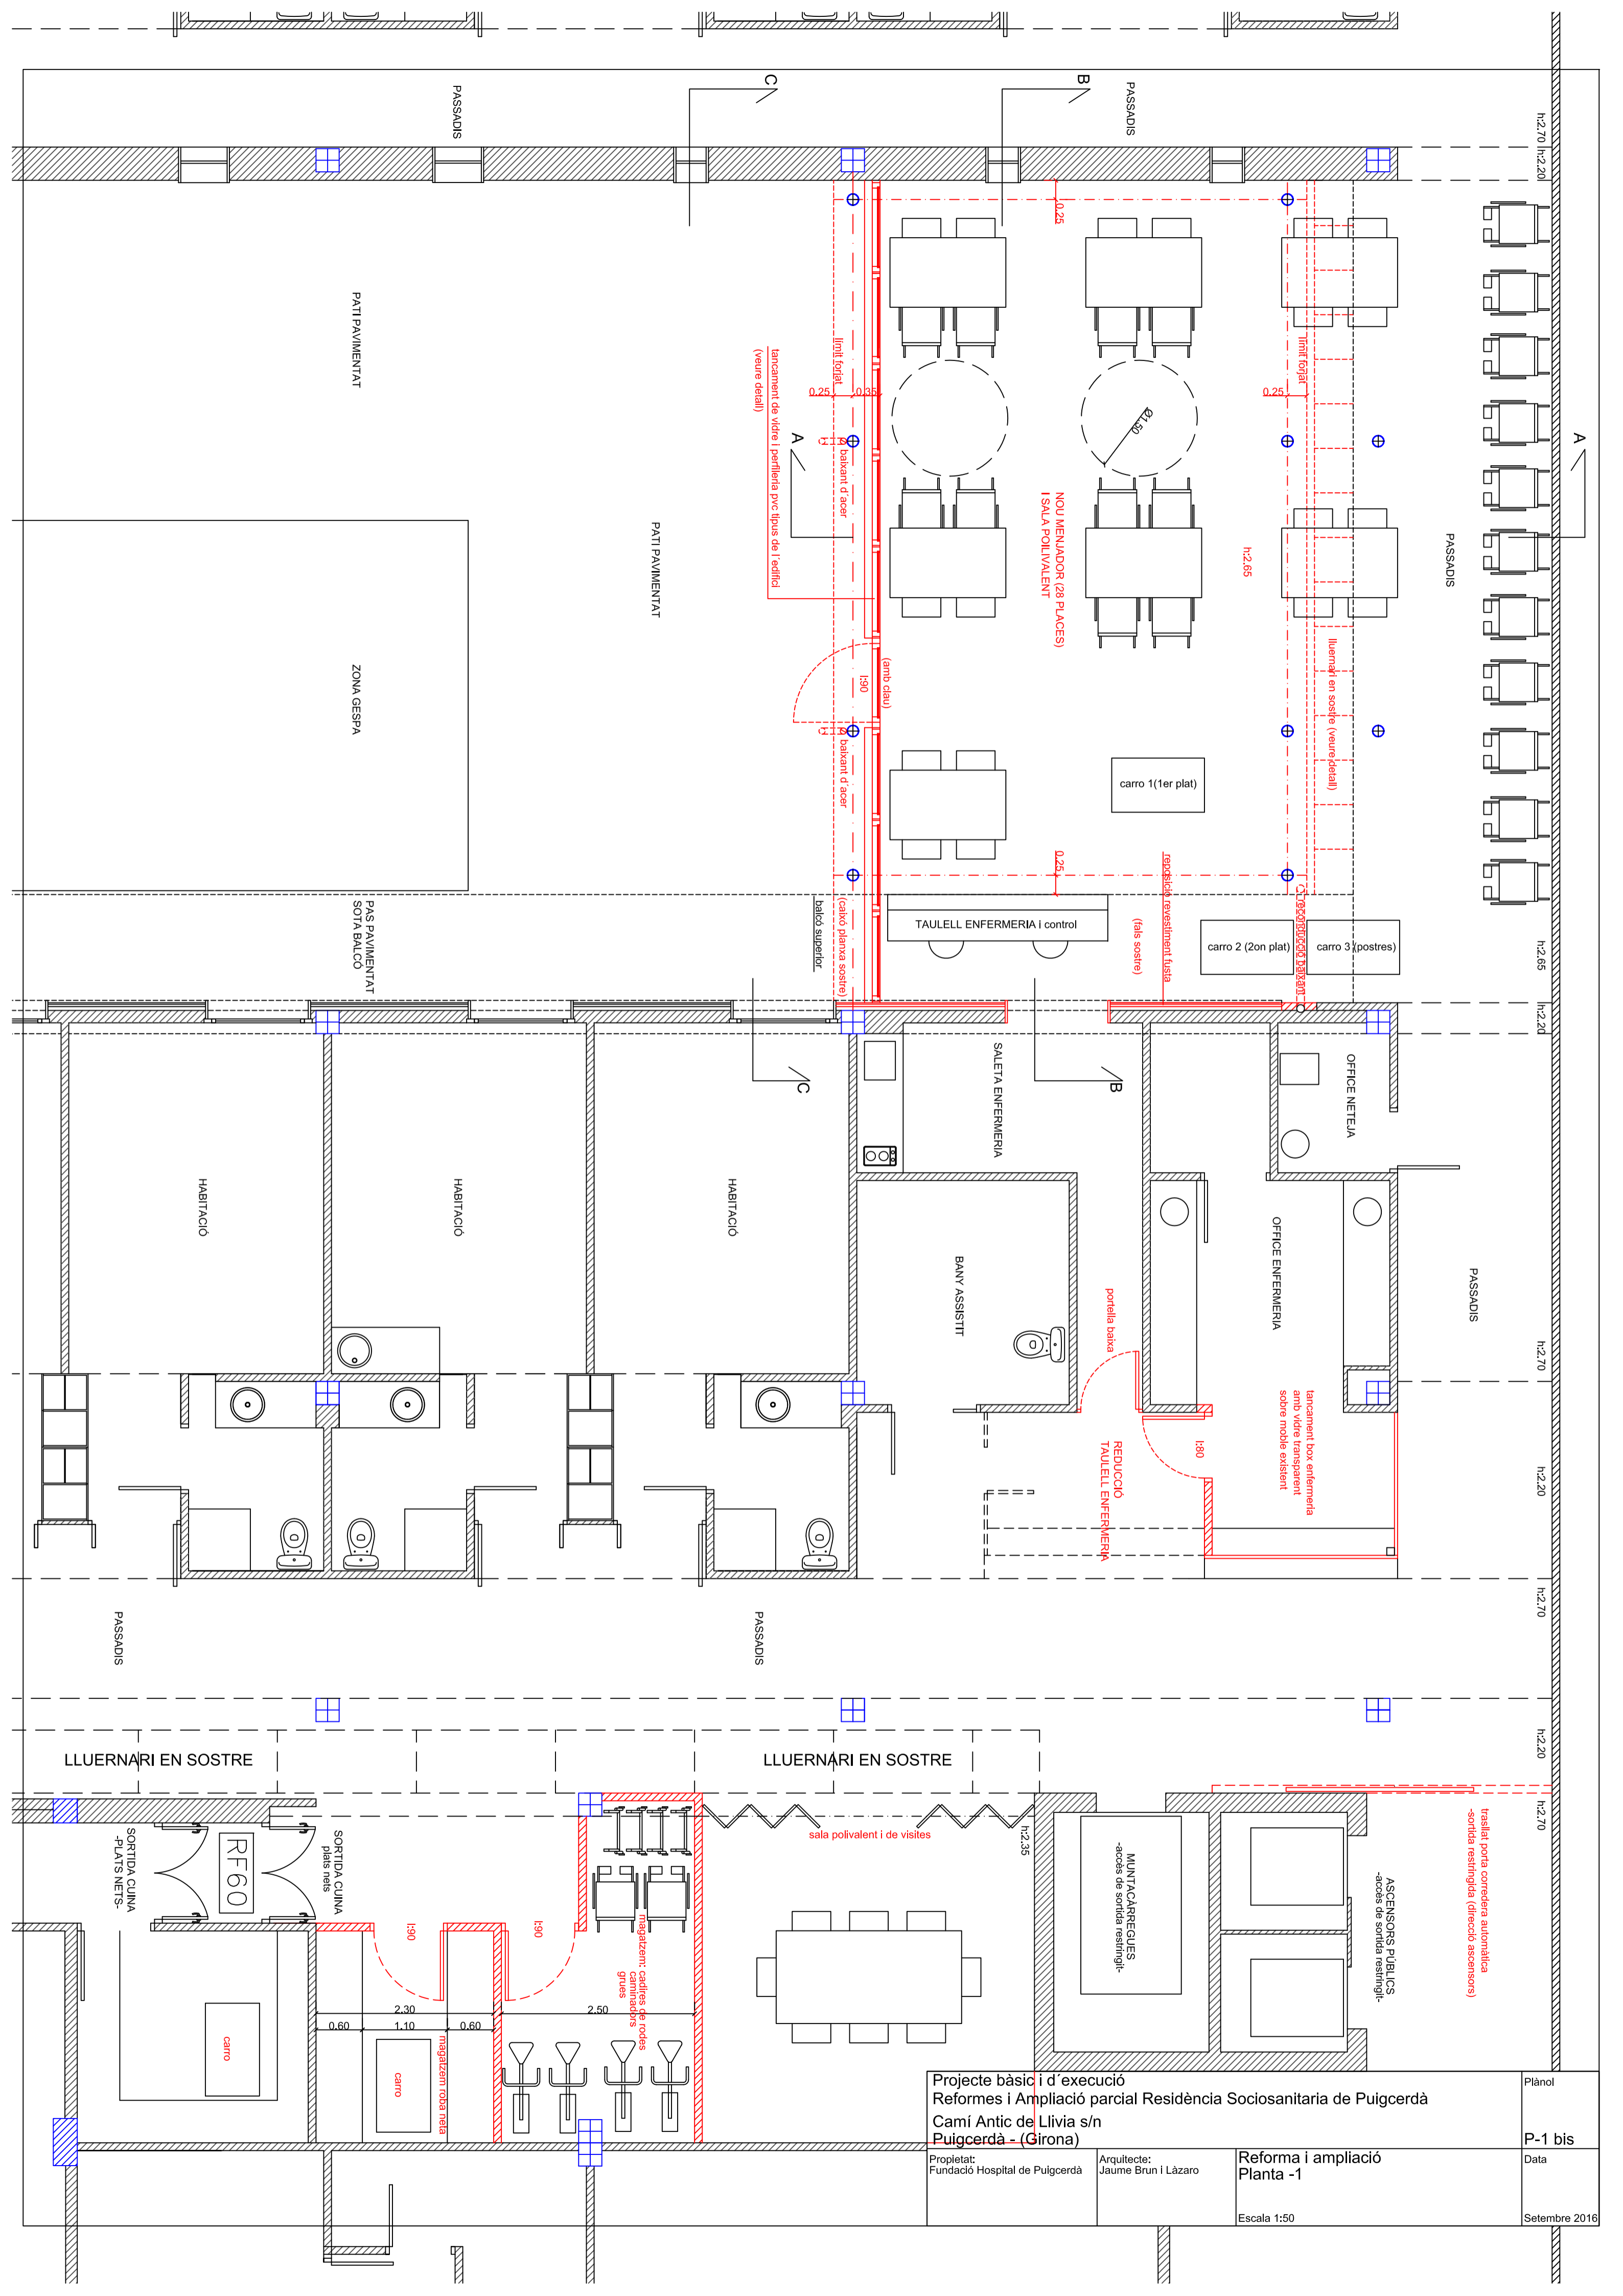 C
B
PASSADIS
PASSADIS
h:2.70
h:2.20
0.25
PATI PAVIMENTAT
límit forjat
límit forjat
tancament de vidre i perfileria pvc tipus de l´edifici
(veure detall)
0.25
0.35
0.25
Ø1.50
A
A
baixant d´acer
NOU MENJADOR (28 PLACES)
I SALA POLIVALENT
h:2.65
PASSADIS
PATI PAVIMENTAT
ZONA GESPA
(amb clau)
l:90
lluernari en sostre (veure detall)
baixant d´acer
carro 1(1er plat)
0.25
reposició revestiment fusta
(fals sostre)
PAS PAVIMENTAT
SOTA BALCÓ
balcó superior
(caixó planxa sostre)
TAULELL ENFERMERIA i control
carro 2 (2on plat)
reconducció baixant
carro 3 (postres)
h:2.65
h:2.20
C
B
SALETA ENFERMERIA
OFFICE NETEJA
HABITACIÓ
HABITACIÓ
HABITACIÓ
BANY ASSISTIT
OFFICE ENFERMERIA
PASSADIS
portella baixa
h:2.70
tancament box enfermeria
amb vidre transparent
sobre moble existent
l:80
REDUCCIÓ
TAULELL ENFERMERIA
h:2.20
h:2.70
PASSADIS
PASSADIS
h:2.20
LLUERNARI EN SOSTRE
LLUERNARI EN SOSTRE
h:2.70
SORTIDA CUINA
-PLATS NETS-
RF60
SORTIDA CUINA
plats nets
sala polivalent i de visites
h:2.35
MUNTACÀRREGUES
-accés de sortida restringit-
ASCENSORS PÚBLICS
-accés de sortida restringit-
trasllat porta corredera automàtica
-sortida restringida (direcció ascensors)
l:90
l:90
magatzem: cadires de rodes
caminadors
grues
2.30
2.50
0.60
1.10
0.60
carro
carro
magatzem roba neta
Projecte bàsic i d´execució
Reformes i Ampliació parcial Residència Sociosanitaria de Puigcerdà
Camí Antic de Llivia s/n
Puigcerdà - (Girona)
Plànol
P-1 bis
Propietat:
Fundació Hospital de Puigcerdà
Arquitecte:
Jaume Brun i Làzaro
Reforma i ampliació
Planta -1
Escala 1:50
Data
Setembre 2016